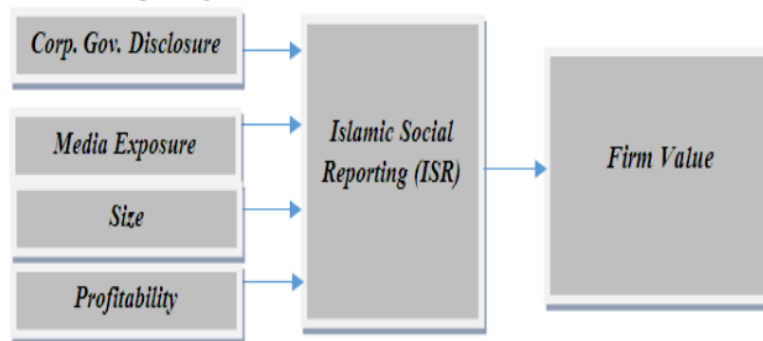 Corp. Gov. Disclosure
Media Exposure
Size
Profitability
Islamic Social
Reporting (ISR)
Firm Value